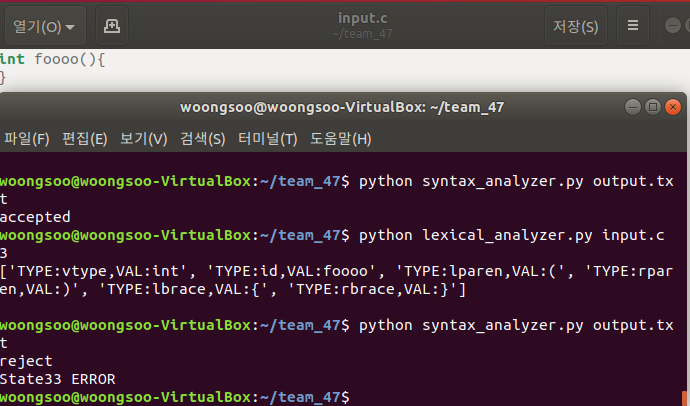 열기(O)
input.c
~/team_47
저장(S)
int foooo(){
}
woongsoo@woongsoo-VirtualBox: ~/team_47
파일(F) 편집(E) 보기(V) 검색(S) 터미널(T) 도움말(H)
woongsoo@woongsoo-VirtualBox:~/team_47$ python syntax_analyzer.py output.tx
t
accepted
woongsoo@woongsoo-VirtualBox:~/team_47$ python lexical_analyzer.py input.c
3
['TYPE:vtype,VAL:int', 'TYPE:id,VAL:foooo', 'TYPE:lparen,VAL:(', 'TYPE:rpar
en,VAL:)', 'TYPE:lbrace,VAL:{', 'TYPE:rbrace,VAL:}']
woongsoo@woongsoo-VirtualBox:~/team_47$ python syntax_analyzer.py output.tx
t
reject
State33 ERROR
woongsoo@woongsoo-VirtualBox:~/team_47$